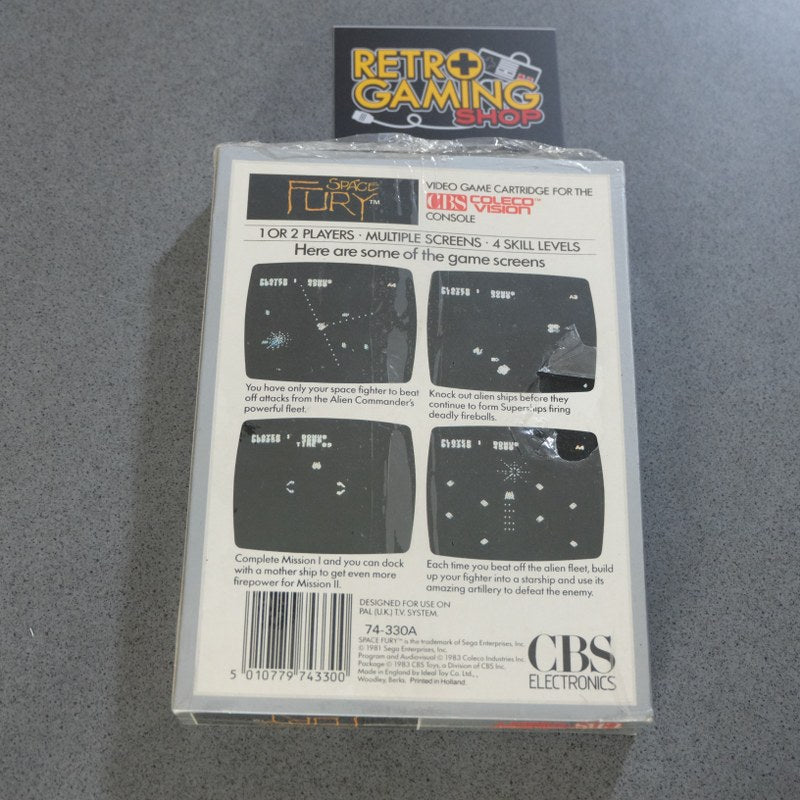 RETRO
GAMING
SHOP
SPACE
FURY™
VIDEO GAME CARTRIDGE FOR THE
CBS COLECO VISION™
CONSOLE
1 OR 2 PLAYERS · MULTIPLE SCREENS · 4 SKILL LEVELS
Here are some of the game screens
You have only your space fighter to beat
off attacks from the Alien Commander's
powerful fleet.
Knock out alien ships before they
continue to form Superships firing
deadly fireballs.
Complete Mission I and you can dock
with a mother ship to get even more
firepower for Mission II.
Each time you beat off the alien fleet, build
up your fighter into a starship and use its
amazing artillery to defeat the enemy.
DESIGNED FOR USE ON
PAL (U.K.) T.V. SYSTEM.
74-330A
SPACE FURY™ is the trademark of Sega Enterprises, Inc.
© 1981 Sega Enterprises, Inc.
Program and Audiovisual © 1983 Coleco Industries Inc.
Package © 1983 CBS Toys, a Division of CBS Inc.
Made in England by Ideal Toy Co. Ltd.,
Woodley, Berks. Printed in Holland.
5 010779 743300
CBS
ELECTRONICS